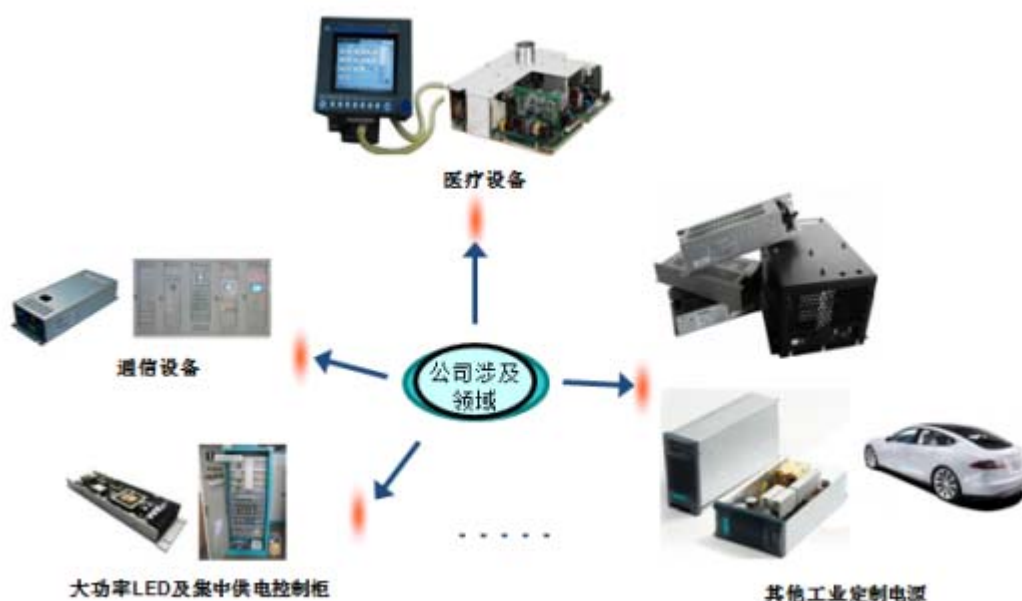 医疗设备
通信设备
公司涉及
领域
大功率LED及集中供电控制柜
.....
其他工业定制电源